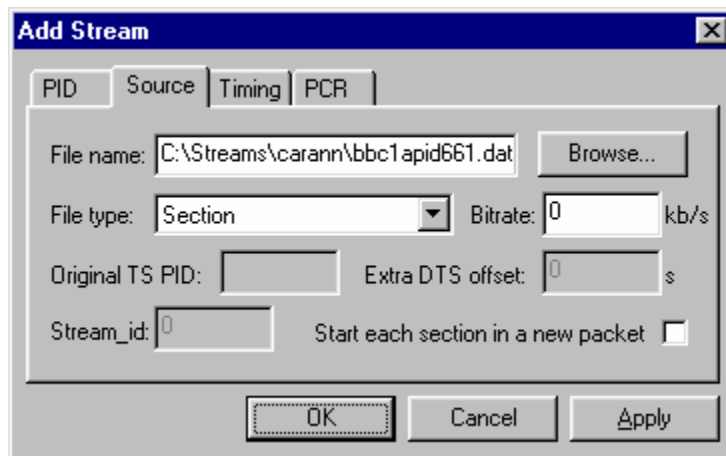 Add Stream
PID Source Timing PCR
File name: C:\Streams\carann\bbc1apid661.dat Browse...
File type: Section Bitrate: 0 kb/s
Original TS PID: Extra DTS offset: 0 s
Stream_id: 0 Start each section in a new packet
OK Cancel Apply